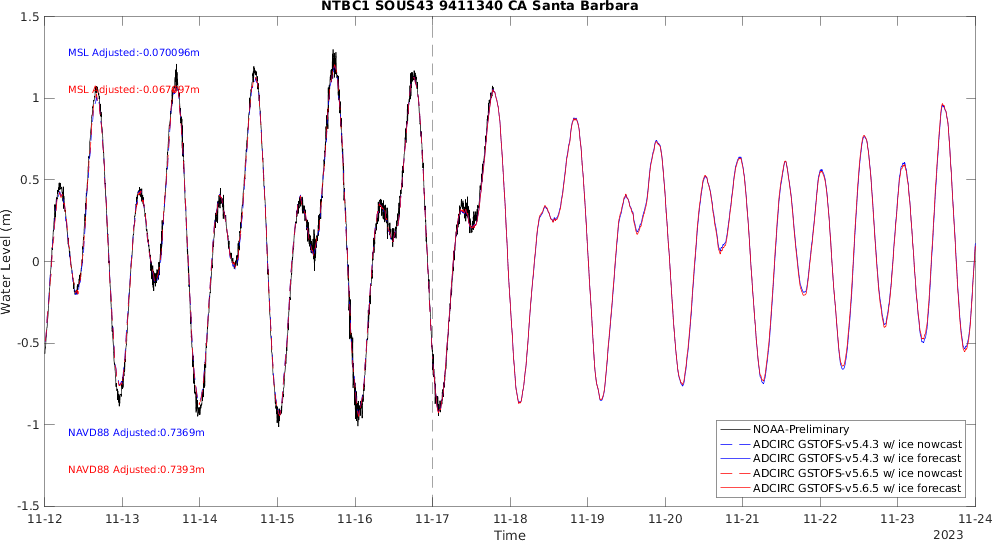 NTBC1 SOUS43 9411340 CA Santa Barbara
1.5
MSL Adjusted:-0.070096m
MSL Adjusted:-0.067097m
1
0.5
Water Level (m)
0
-0.5
-1
NAVD88 Adjusted:0.7369m
NAVD88 Adjusted:0.7393m
-1.5
NOAA-Preliminary
ADCIRC GSTOFS-v5.4.3 w/ ice nowcast
ADCIRC GSTOFS-v5.4.3 w/ ice forecast
ADCIRC GSTOFS-v5.6.5 w/ ice nowcast
ADCIRC GSTOFS-v5.6.5 w/ ice forecast
11-12 11-13 11-14 11-15 11-16 11-17 11-18 11-19 11-20 11-21 11-22 11-23 11-24
Time
2023